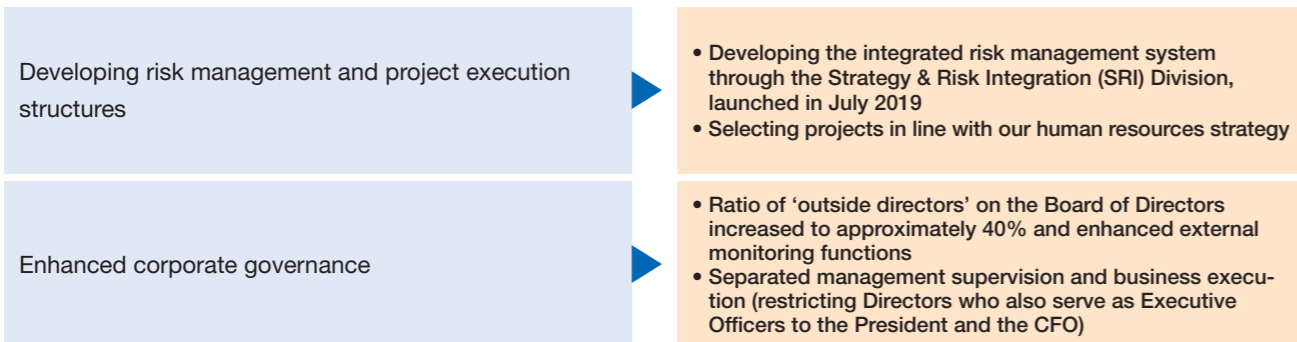 Developing risk management and project execution
structures
• Developing the integrated risk management system
through the Strategy & Risk Integration (SRI) Division,
launched in July 2019
• Selecting projects in line with our human resources strategy
Enhanced corporate governance
• Ratio of ‘outside directors’ on the Board of Directors
increased to approximately 40% and enhanced external
monitoring functions
• Separated management supervision and business execu-
tion (restricting Directors who also serve as Executive
Officers to the President and the CFO)